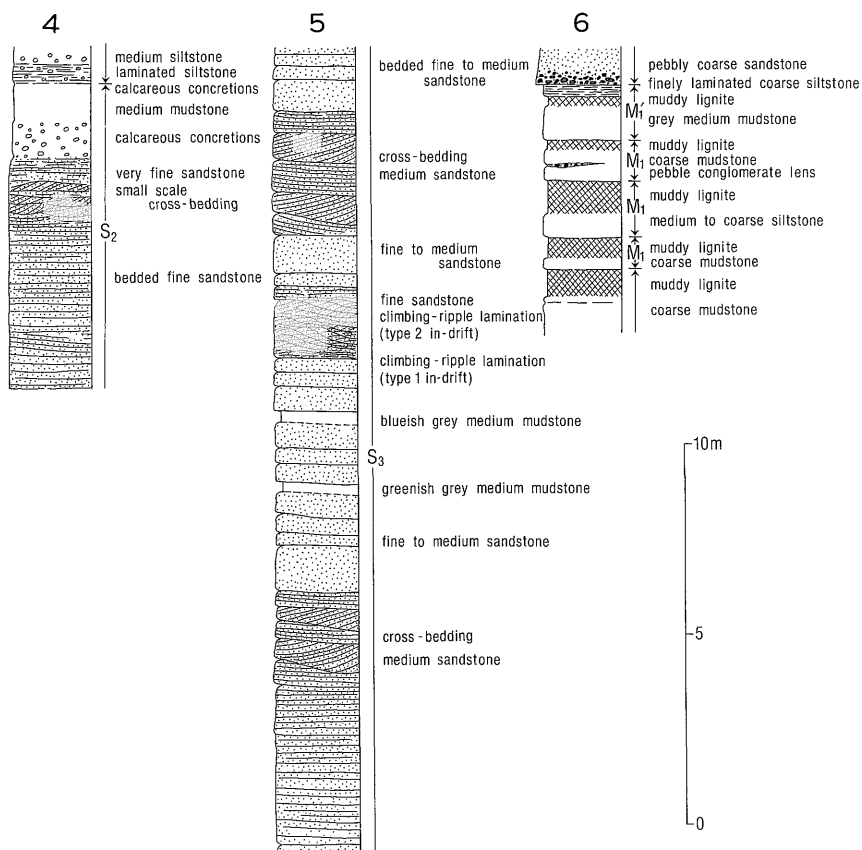 4
medium siltstone
laminated siltstone
calcareous concretions
medium mudstone
calcareous concretions
very fine sandstone
small scale
cross-bedding
S2
bedded fine sandstone
5
bedded fine to medium
sandstone
cross-bedding
medium sandstone
fine to medium
sandstone
fine sandstone
climbing-ripple lamination
(type 2 in-drift)
climbing-ripple lamination
(type 1 in-drift)
blueish grey medium mudstone
S3
greenish grey medium mudstone
fine to medium sandstone
cross-bedding
medium sandstone
6
pebbly coarse sandstone
finely laminated coarse siltstone
muddy lignite
M1'
grey medium mudstone
muddy lignite
M1
coarse mudstone
pebble conglomerate lens
muddy lignite
M1
medium to coarse siltstone
muddy lignite
M1
coarse mudstone
muddy lignite
coarse mudstone
10m
5
0